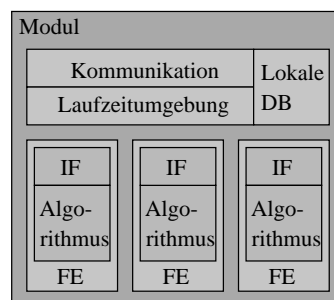 Modul
Kommunikation
Laufzeitumgebung
Lokale
DB
IF
Algo-
rithmus
FE
IF
Algo-
rithmus
FE
IF
Algo-
rithmus
FE